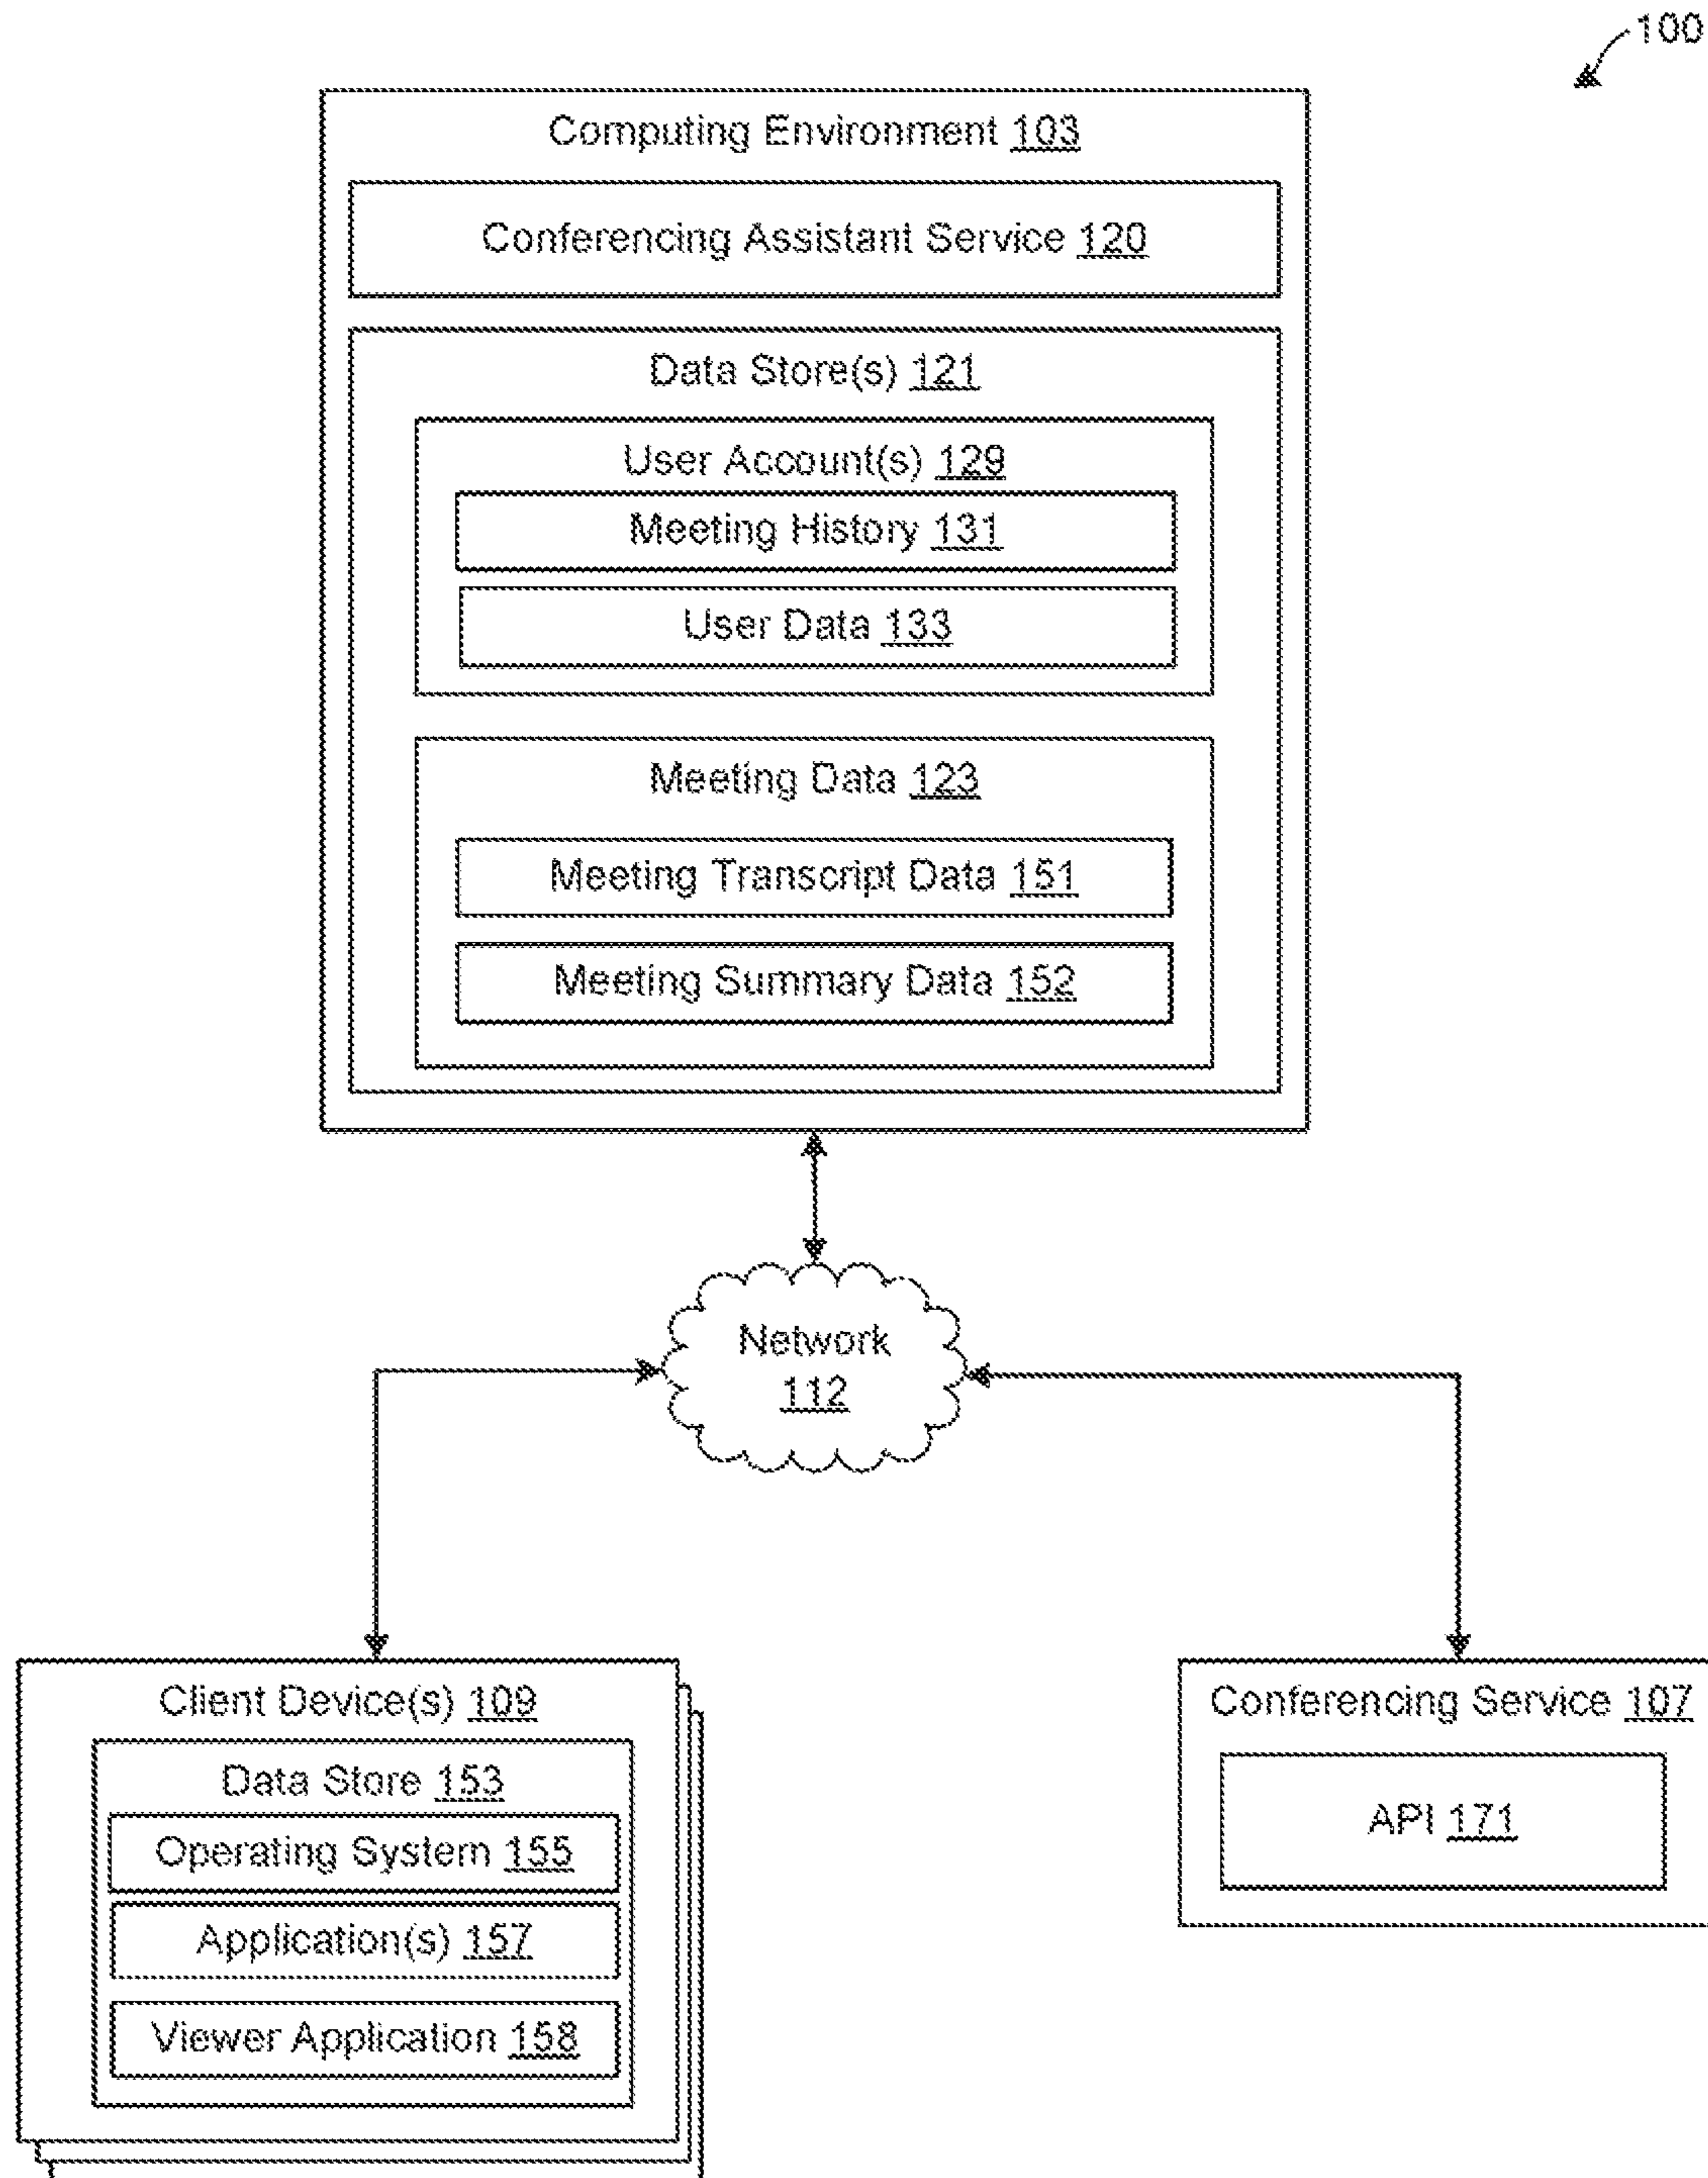 100
Computing Environment 103
Conferencing Assistant Service 120
Data Store(s) 121
User Account(s) 129
Meeting History 131
User Data 133
Meeting Data 123
Meeting Transcript Data 151
Meeting Summary Data 152
Network
112
Client Device(s) 109
Data Store 153
Operating System 155
Application(s) 157
Viewer Application 158
Conferencing Service 107
API 171